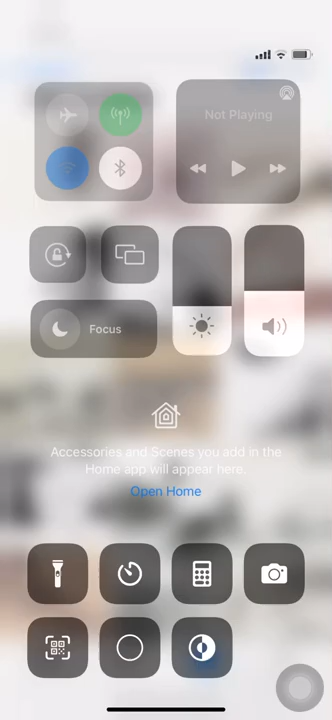 Not Playing
Focus
Accessories and Scenes you add in the
Home app will appear here.
Open Home